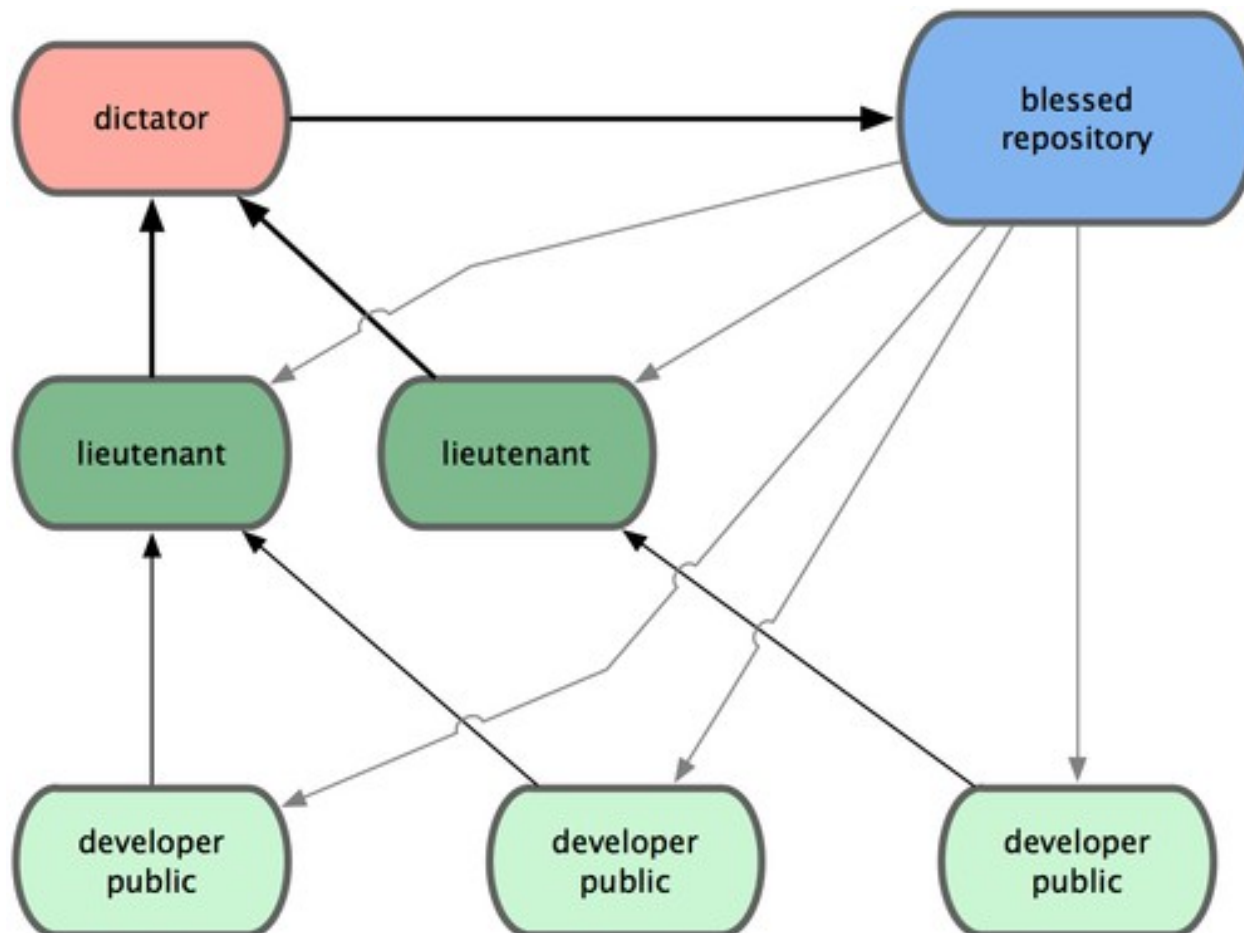 dictator
blessed
repository
lieutenant
lieutenant
developer
public
developer
public
developer
public